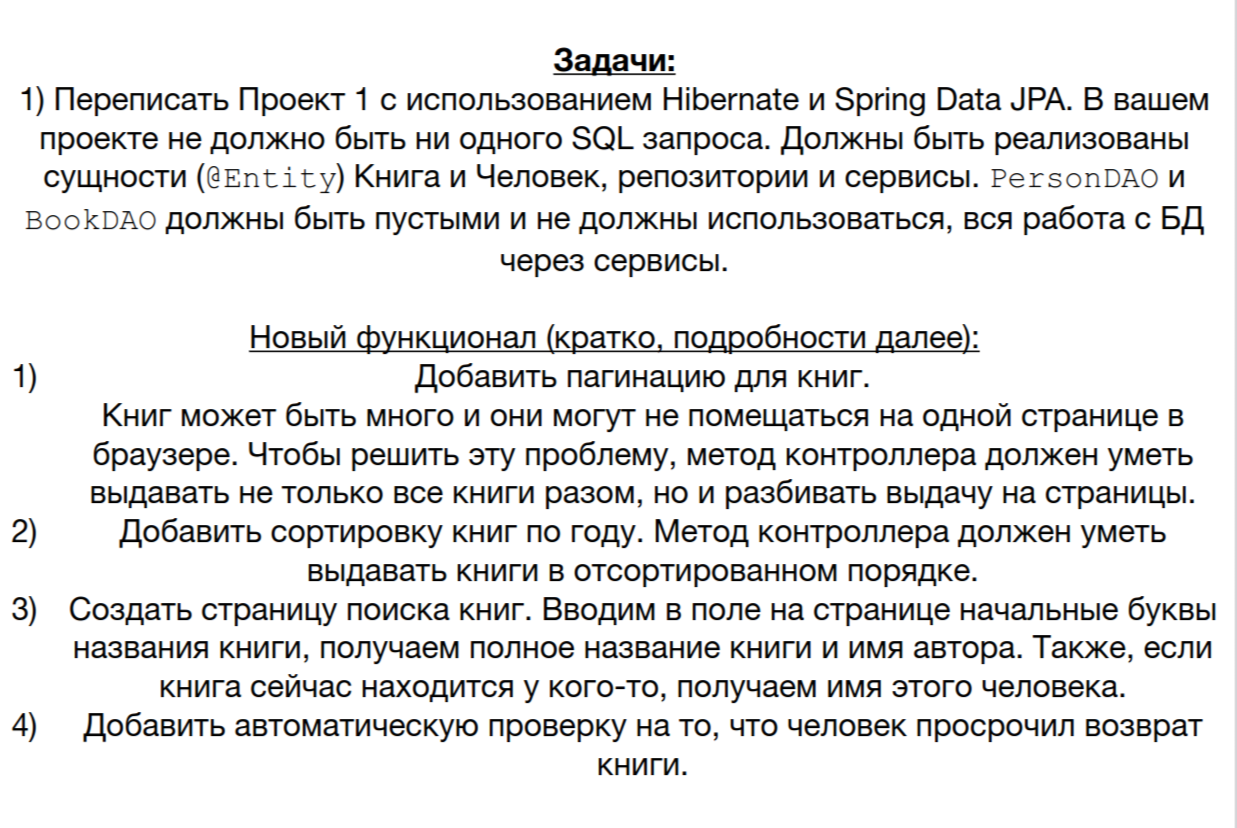 Задачи:
1) Переписать Проект 1 с использованием Hibernate и Spring Data JPA. В вашем
проекте не должно быть ни одного SQL запроса. Должны быть реализованы
сущности (@Entity) Книга и Человек, репозитории и сервисы. PersonDAO и
BookDAO должны быть пустыми и не должны использоваться, вся работа с БД
через сервисы.
Новый функционал (кратко, подробности далее):
1) Добавить пагинацию для книг.
Книг может быть много и они могут не помещаться на одной странице в
браузере. Чтобы решить эту проблему, метод контроллера должен уметь
выдавать не только все книги разом, но и разбивать выдачу на страницы.
2) Добавить сортировку книг по году. Метод контроллера должен уметь
выдавать книги в отсортированном порядке.
3) Создать страницу поиска книг. Вводим в поле на странице начальные буквы
названия книги, получаем полное название книги и имя автора. Также, если
книга сейчас находится у кого-то, получаем имя этого человека.
4) Добавить автоматическую проверку на то, что человек просрочил возврат
книги.